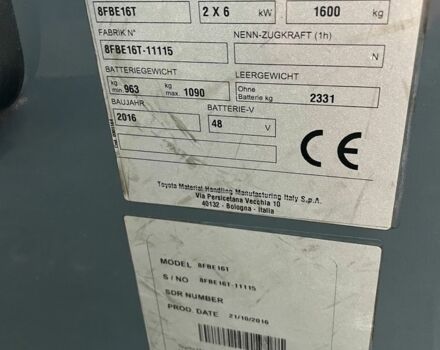 8FBE16T 2 X 6 kW 1600 kg
FABRIK N° NENN-ZUGKRAFT (1h)
8FBE16T-11115 N
BATTERIEGEWICHT LEERGEWICHT
kg min. 963 kg max. 1090 Ohne Batterie kg 2331
BAUJAHR BATTERIE-V
2016 48 V
CE
Toyota Material Handling Manufacturing Italy S.p.A.
Via Persicetana Vecchia 10
40132 - Bologna - Italia
MODEL 8FBE16T
S / NO 8FBE16T-11115
SDR NUMBER
PROD. DATE 21/10/2016